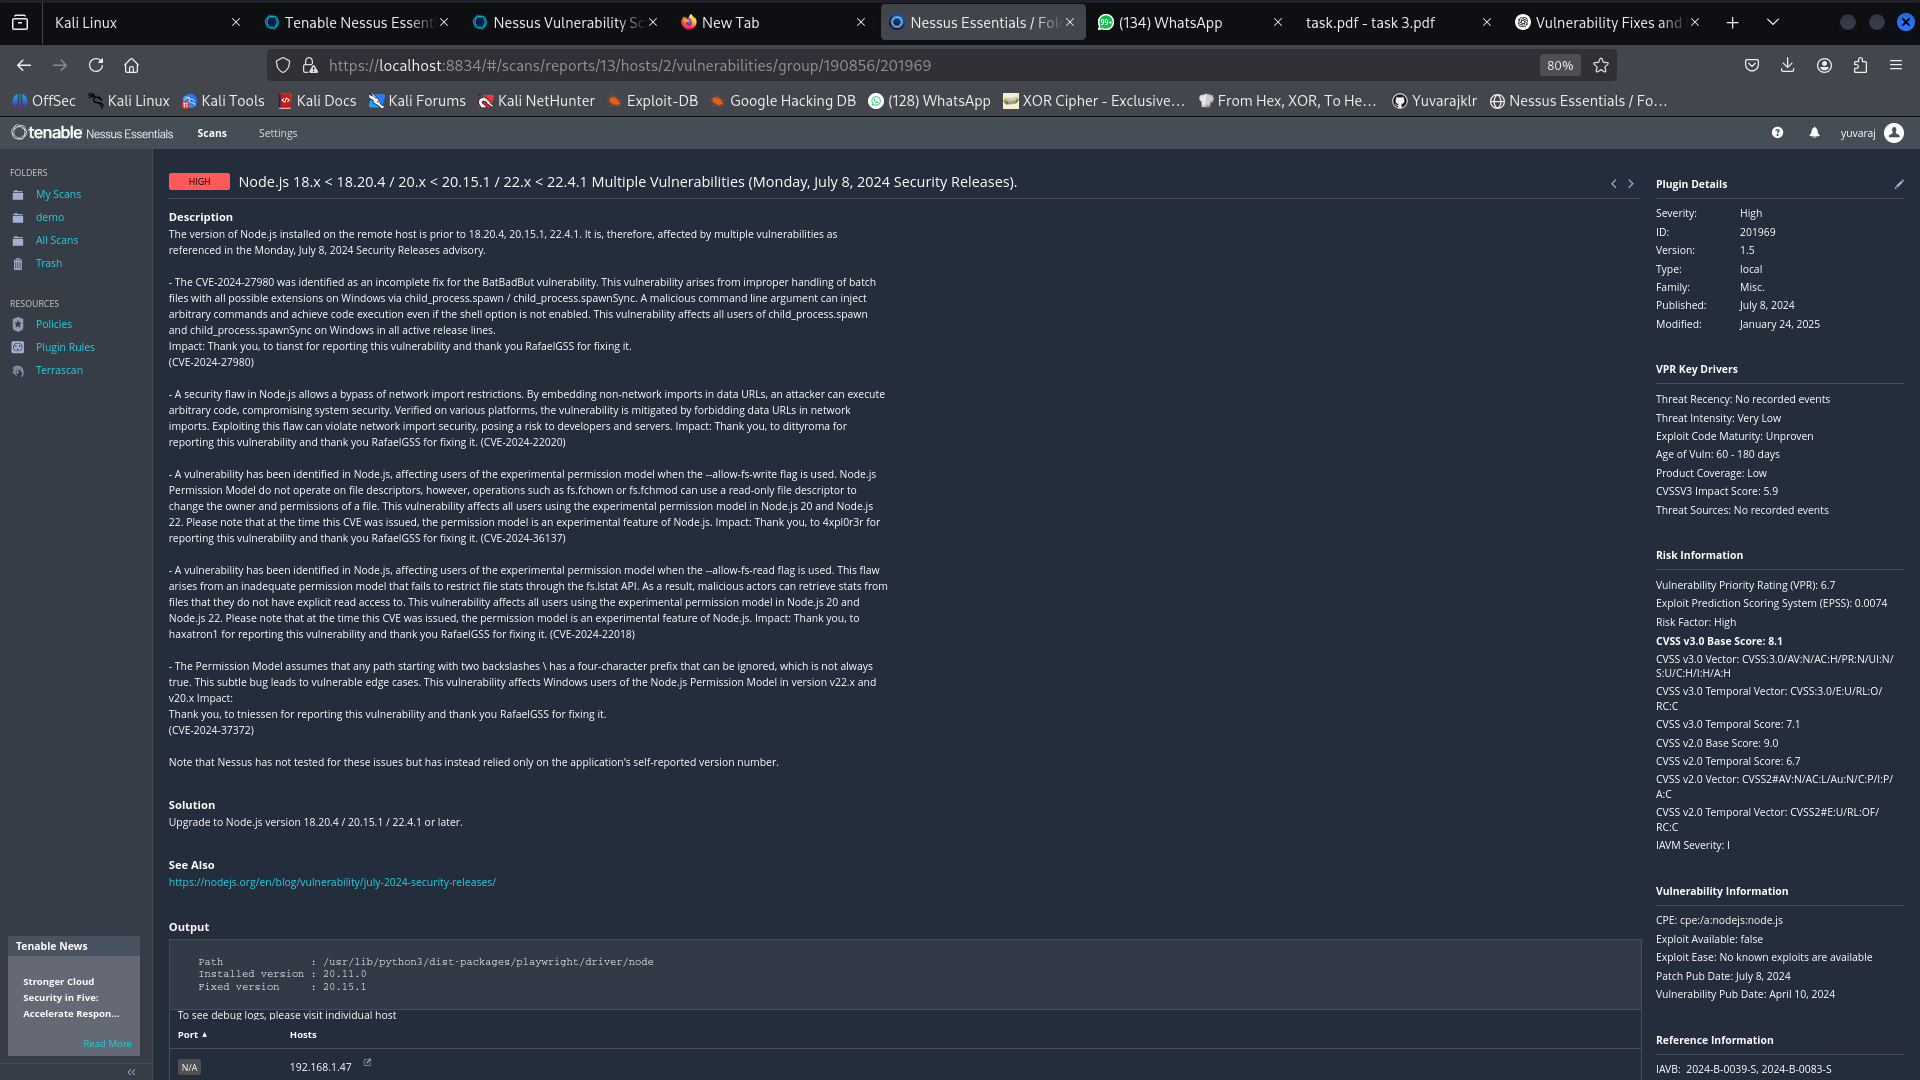 Kali Linux
Tenable Nessus Essent
Nessus Vulnerability Sc
New Tab
Nessus Essentials / Fol
(134) WhatsApp
task.pdf - task 3.pdf
Vulnerability Fixes and
https://localhost:8834/#/scans/reports/13/hosts/2/vulnerabilities/group/190856/201969
80%
OffSec
Kali Linux
Kali Tools
Kali Docs
Kali Forums
Kali NetHunter
Exploit-DB
Google Hacking DB
(128) WhatsApp
XOR Cipher - Exclusive…
From Hex, XOR, To He…
Yuvarajklr
Nessus Essentials / Fo…
tenable Nessus Essentials
Scans
Settings
yuvaraj
FOLDERS
My Scans
demo
All Scans
Trash
RESOURCES
Policies
Plugin Rules
Terrascan
Tenable News
Stronger Cloud
Security in Five:
Accelerate Respon...
Read More
HIGH
Node.js 18.x < 18.20.4 / 20.x < 20.15.1 / 22.x < 22.4.1 Multiple Vulnerabilities (Monday, July 8, 2024 Security Releases).
Description
The version of Node.js installed on the remote host is prior to 18.20.4, 20.15.1, 22.4.1. It is, therefore, affected by multiple vulnerabilities as
referenced in the Monday, July 8, 2024 Security Releases advisory.
- The CVE-2024-27980 was identified as an incomplete fix for the BatBadBut vulnerability. This vulnerability arises from improper handling of batch
files with all possible extensions on Windows via child_process.spawn / child_process.spawnSync. A malicious command line argument can inject
arbitrary commands and achieve code execution even if the shell option is not enabled. This vulnerability affects all users of child_process.spawn
and child_process.spawnSync on Windows in all active release lines.
Impact: Thank you, to tianst for reporting this vulnerability and thank you RafaelGSS for fixing it.
(CVE-2024-27980)
- A security flaw in Node.js allows a bypass of network import restrictions. By embedding non-network imports in data URLs, an attacker can execute
arbitrary code, compromising system security. Verified on various platforms, the vulnerability is mitigated by forbidding data URLs in network
imports. Exploiting this flaw can violate network import security, posing a risk to developers and servers. Impact: Thank you, to dittyroma for
reporting this vulnerability and thank you RafaelGSS for fixing it. (CVE-2024-22020)
- A vulnerability has been identified in Node.js, affecting users of the experimental permission model when the --allow-fs-write flag is used. Node.js
Permission Model do not operate on file descriptors, however, operations such as fs.fchown or fs.fchmod can use a read-only file descriptor to
change the owner and permissions of a file. This vulnerability affects all users using the experimental permission model in Node.js 20 and Node.js
22. Please note that at the time this CVE was issued, the permission model is an experimental feature of Node.js. Impact: Thank you, to 4xpl0r3r for
reporting this vulnerability and thank you RafaelGSS for fixing it. (CVE-2024-36137)
- A vulnerability has been identified in Node.js, affecting users of the experimental permission model when the --allow-fs-read flag is used. This flaw
arises from an inadequate permission model that fails to restrict file stats through the fs.lstat API. As a result, malicious actors can retrieve stats from
files that they do not have explicit read access to. This vulnerability affects all users using the experimental permission model in Node.js 20 and
Node.js 22. Please note that at the time this CVE was issued, the permission model is an experimental feature of Node.js. Impact: Thank you, to
haxatron1 for reporting this vulnerability and thank you RafaelGSS for fixing it. (CVE-2024-22018)
- The Permission Model assumes that any path starting with two backslashes \ has a four-character prefix that can be ignored, which is not always
true. This subtle bug leads to vulnerable edge cases. This vulnerability affects Windows users of the Node.js Permission Model in version v22.x and
v20.x Impact:
Thank you, to tniessen for reporting this vulnerability and thank you RafaelGSS for fixing it.
(CVE-2024-37372)
Note that Nessus has not tested for these issues but has instead relied only on the application's self-reported version number.
Solution
Upgrade to Node.js version 18.20.4 / 20.15.1 / 22.4.1 or later.
See Also
https://nodejs.org/en/blog/vulnerability/july-2024-security-releases/
Output
Path : /usr/lib/python3/dist-packages/playwright/driver/node
Installed version : 20.11.0
Fixed version : 20.15.1
To see debug logs, please visit individual host
Port
Hosts
N/A
192.168.1.47
Plugin Details
Severity: High
ID: 201969
Version: 1.5
Type: local
Family: Misc.
Published: July 8, 2024
Modified: January 24, 2025
VPR Key Drivers
Threat Recency: No recorded events
Threat Intensity: Very Low
Exploit Code Maturity: Unproven
Age of Vuln: 60 - 180 days
Product Coverage: Low
CVSSV3 Impact Score: 5.9
Threat Sources: No recorded events
Risk Information
Vulnerability Priority Rating (VPR): 6.7
Exploit Prediction Scoring System (EPSS): 0.0074
Risk Factor: High
CVSS v3.0 Base Score: 8.1
CVSS v3.0 Vector: CVSS:3.0/AV:N/AC:H/PR:N/UI:N/
S:U/C:H/I:H/A:H
CVSS v3.0 Temporal Vector: CVSS:3.0/E:U/RL:O/
RC:C
CVSS v3.0 Temporal Score: 7.1
CVSS v2.0 Base Score: 9.0
CVSS v2.0 Temporal Score: 6.7
CVSS v2.0 Vector: CVSS2#AV:N/AC:L/Au:N/C:P/I:P/
A:C
CVSS v2.0 Temporal Vector: CVSS2#E:U/RL:OF/
RC:C
IAVM Severity: I
Vulnerability Information
CPE: cpe:/a:nodejs:node.js
Exploit Available: false
Exploit Ease: No known exploits are available
Patch Pub Date: July 8, 2024
Vulnerability Pub Date: April 10, 2024
Reference Information
IAVB: 2024-B-0039-S, 2024-B-0083-S